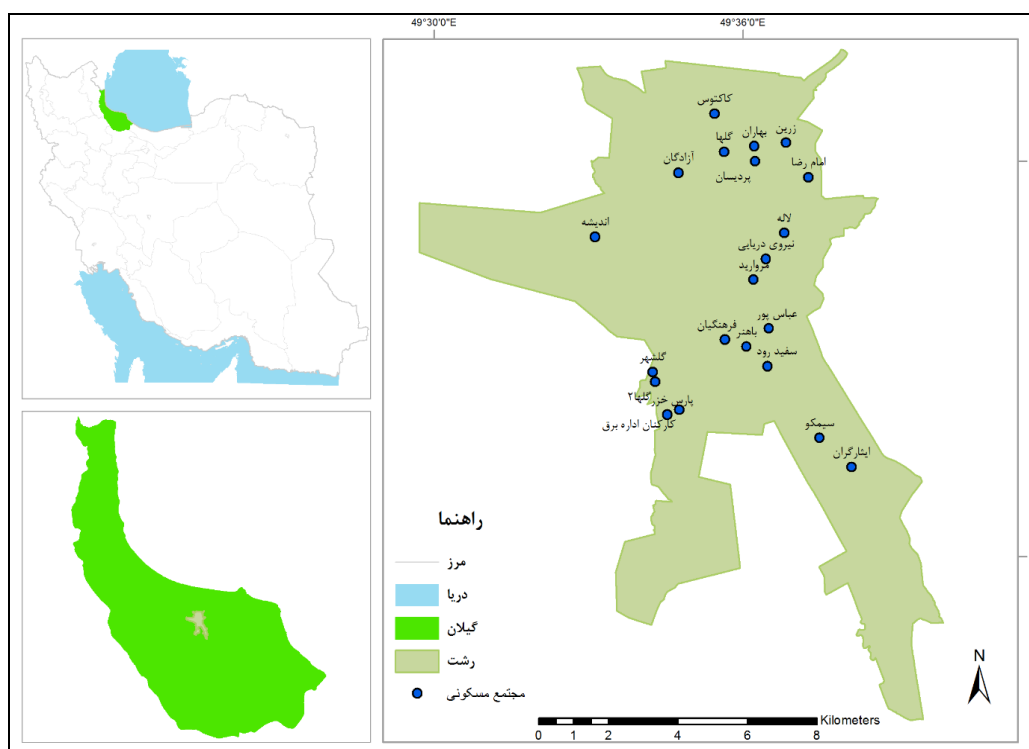 49°30'0"E
49°36'0"E
کاکتوس
زرین
بهاران
گلها
امام رضا
پردیسان
آزادگان
لاله
اندیشه
نیروی دریایی
مروارید
عباس پور
فرهنگیان
باهنر
سفید رود
گلشهر
گلها۲
پارس خزر
کارکنان اداره برق
سیمکو
ایثارگران
راهنما
مرز
دریا
گیلان
رشت
مجتمع مسکونی
N
Kilometers
0 1 2 4 6 8